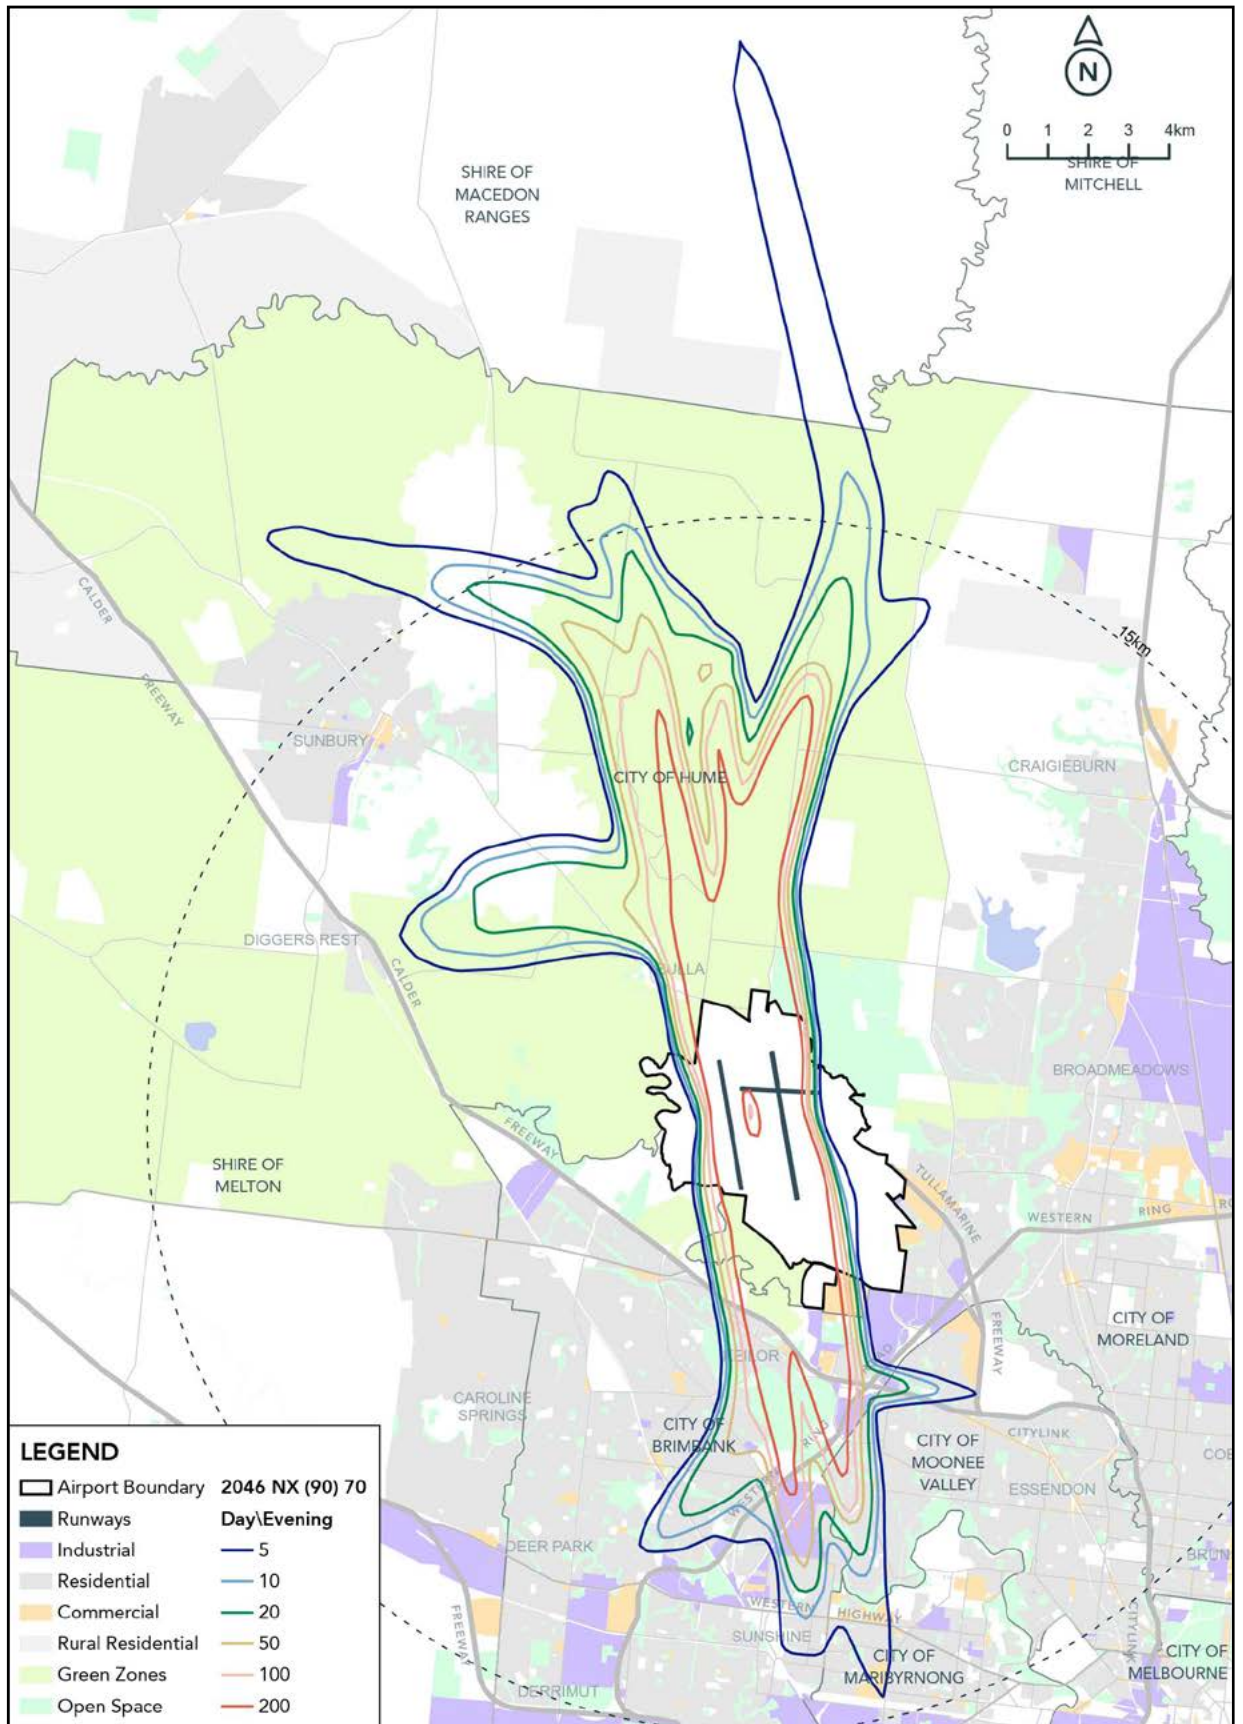 N
0 1 2 3 4km
SHIRE OF
MITCHELL
SHIRE OF
MACEDON
RANGES
CALDER
FREEWAY
15km
SUNBURY
CITY OF HUME
CRAIGIEBURN
DIGGERS REST
CALDER
BULLA
BROADMEADOWS
FREEWAY
SHIRE OF
MELTON
TULLAMARINE
WESTERN RING
FREEWAY
CITY OF
MORELAND
KEILOR
CAROLINE
SPRINGS
CITY OF
BRIMBANK
RING
WESTERN
CITYLINK
CITY OF
MOONEE
VALLEY
ESSENDON
DEER PARK
WESTERN HIGHWAY
SUNSHINE
FREEWAY
CITY OF
MARIBYRNONG
CITYLINK
CITY OF
MELBOURNE
DERRIMUT
LEGEND
Airport Boundary 2046 NX (90) 70
Runways Day\Evening
Industrial 5
Residential 10
Commercial 20
Rural Residential 50
Green Zones 100
Open Space 200